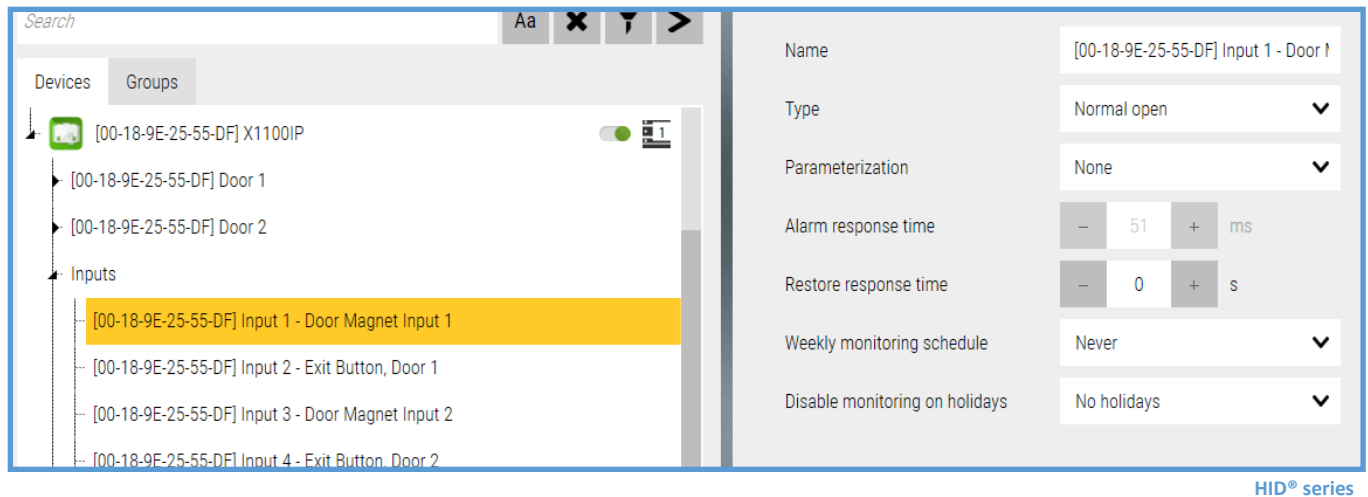 Search
Aa
Devices Groups
[00-18-9E-25-55-DF] X1100IP 1
[00-18-9E-25-55-DF] Door 1
[00-18-9E-25-55-DF] Door 2
Inputs
[00-18-9E-25-55-DF] Input 1 - Door Magnet Input 1
[00-18-9E-25-55-DF] Input 2 - Exit Button, Door 1
[00-18-9E-25-55-DF] Input 3 - Door Magnet Input 2
[00-18-9E-25-55-DF] Input 4 - Exit Button, Door 2
Name [00-18-9E-25-55-DF] Input 1 - Door
Type Normal open
Parameterization None
Alarm response time – 51 + ms
Restore response time – 0 + s
Weekly monitoring schedule Never
Disable monitoring on holidays No holidays
HID® series